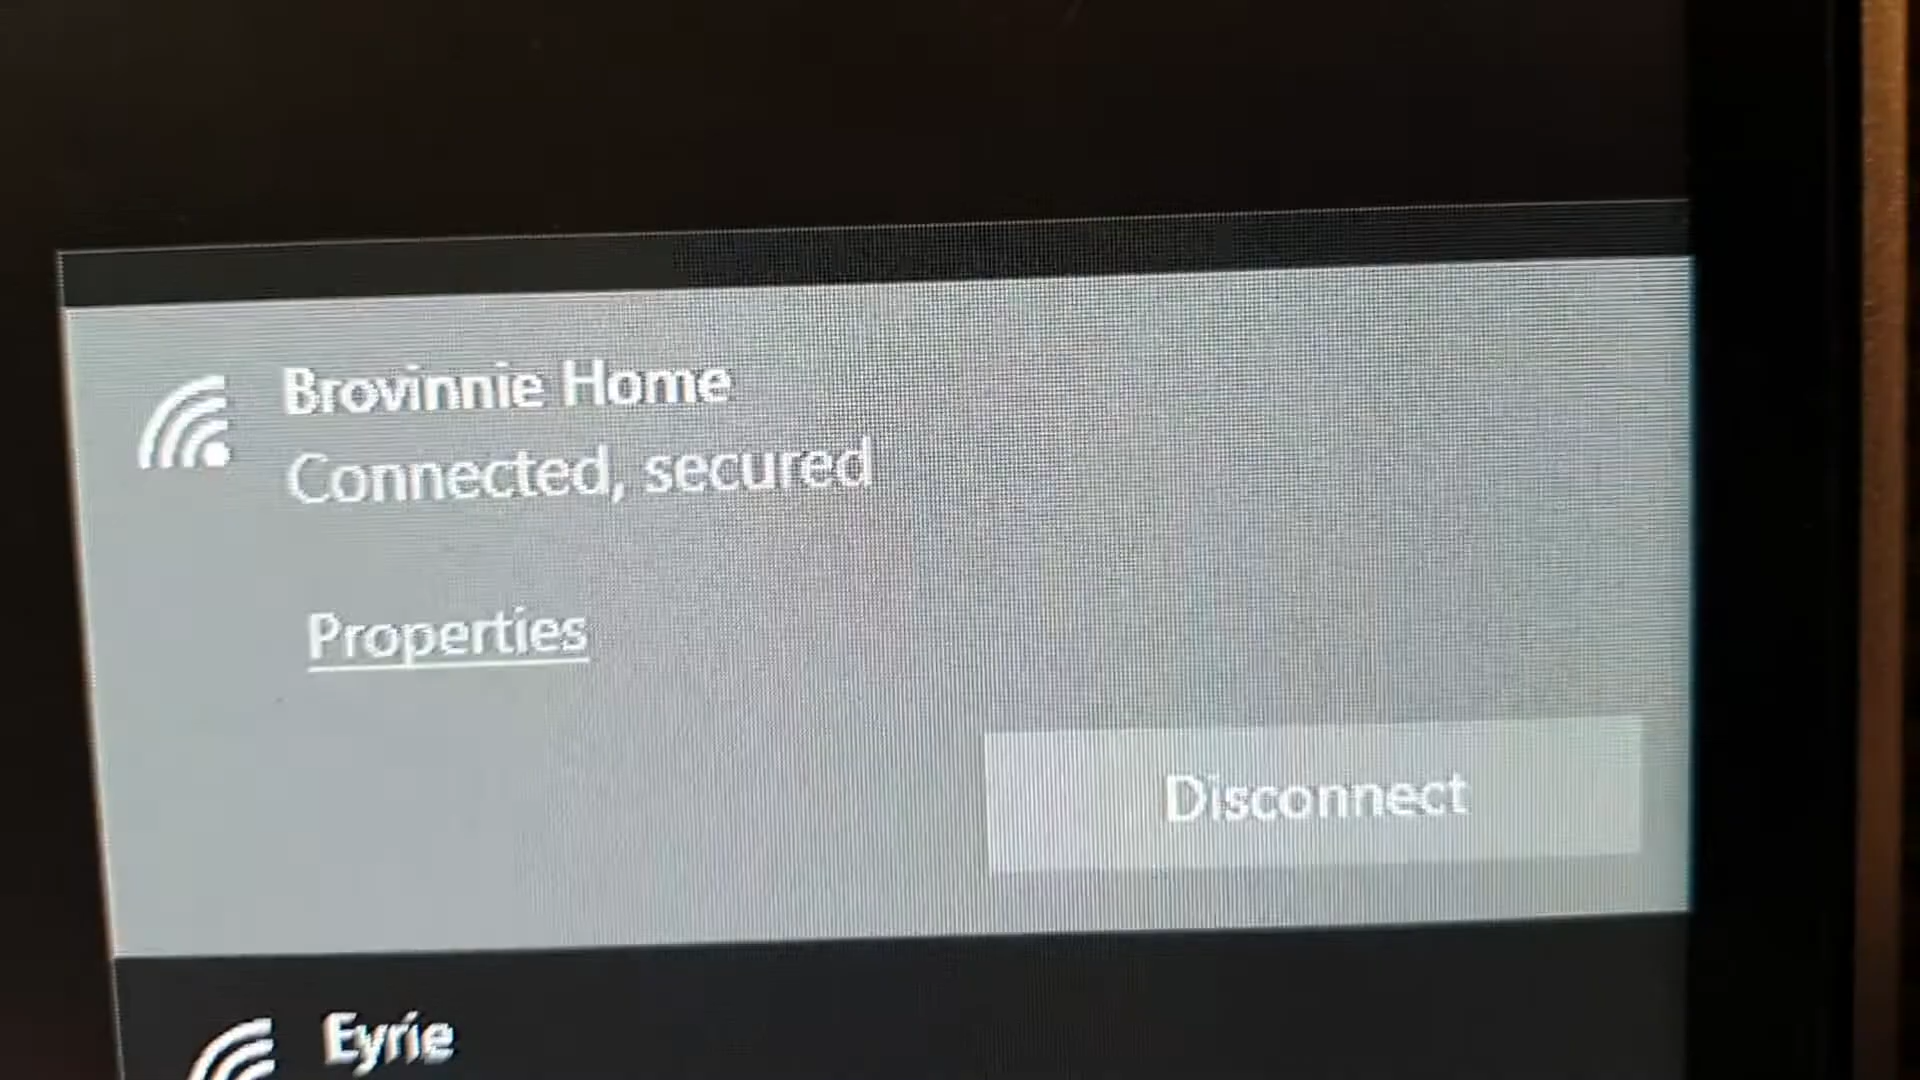 Brovinnie Home
Connected, secured
Properties
Disconnect
Eyrie